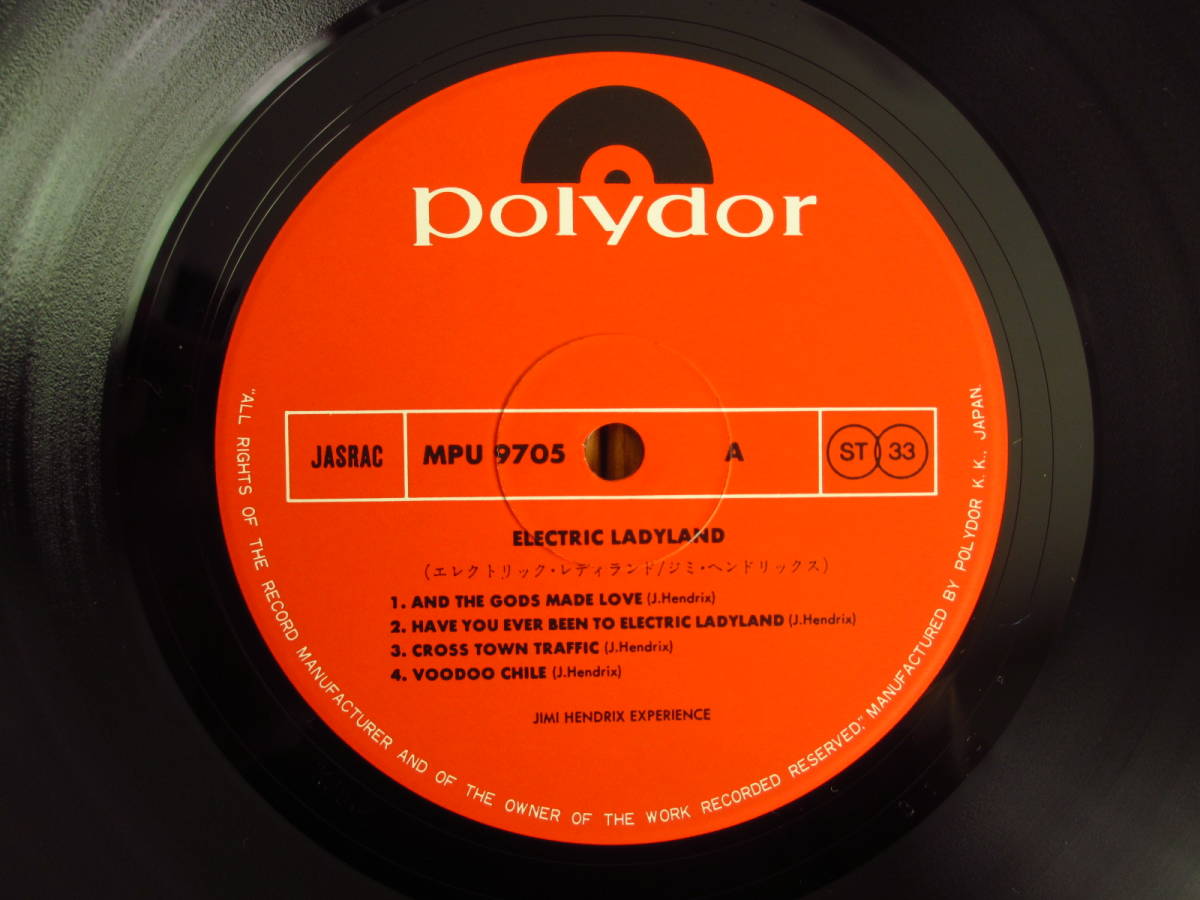 polydor
JASRAC MPU 9705 A ST 33
ELECTRIC LADYLAND
(エレクトリック・レディランド/ジミ・ヘンドリックス)
1. AND THE GODS MADE LOVE (J.Hendrix)
2. HAVE YOU EVER BEEN TO ELECTRIC LADYLAND (J.Hendrix)
3. CROSS TOWN TRAFFIC (J.Hendrix)
4. VOODOO CHILE (J.Hendrix)
JIMI HENDRIX EXPERIENCE
"ALL RIGHTS OF THE RECORD MANUFACTURER AND OF THE OWNER OF THE WORK RECORDED RESERVED," MANUFACTURED BY POLYDOR K.K., JAPAN.